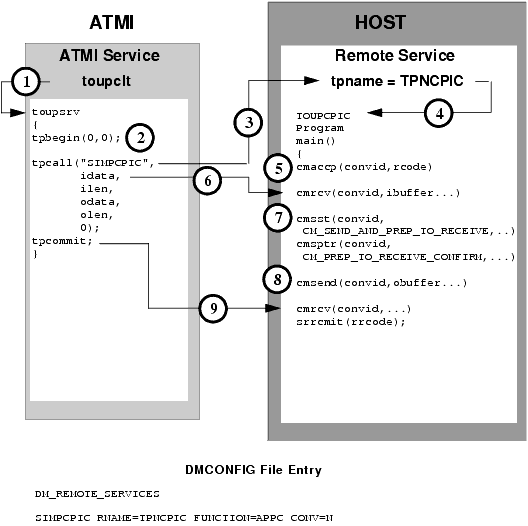 ATMI
HOST
ATMI Service
toupclt
1
toupsrv
{
tpbegin(0,0);
2
tpcall("SIMPCPIC",
idata,
ilen,
odata,
olen,
0);
tpcommit;
}
3
6
9
Remote Service
tpname = TPNCPIC
4
TOUPCPIC
Program
main()
{
5
cmaccp(convid,rcode)
cmrcv(convid,ibuffer...)
7
cmsst(convid,
CM_SEND_AND_PREP_TO_RECEIVE,..)
cmsptr(convid,
CM_PREP_TO_RECEIVE_CONFIRM,...)
8
cmsend(convid,obuffer...)
cmrcv(convid,...)
srrcmit(rrcode);
DMCONFIG File Entry
DM_REMOTE_SERVICES
SIMPCPIC RNAME=TPNCPIC FUNCTION=APPC CONV=N